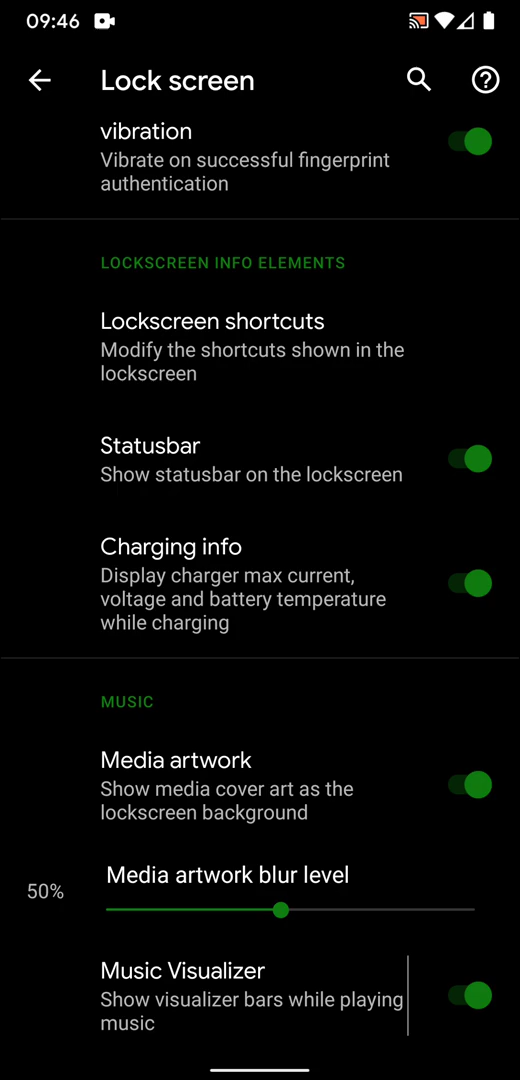 09:46
Lock screen
vibration
Vibrate on successful fingerprint
authentication
LOCKSCREEN INFO ELEMENTS
Lockscreen shortcuts
Modify the shortcuts shown in the
lockscreen
Statusbar
Show statusbar on the lockscreen
Charging info
Display charger max current,
voltage and battery temperature
while charging
MUSIC
Media artwork
Show media cover art as the
lockscreen background
Media artwork blur level
50%
Music Visualizer
Show visualizer bars while playing
music